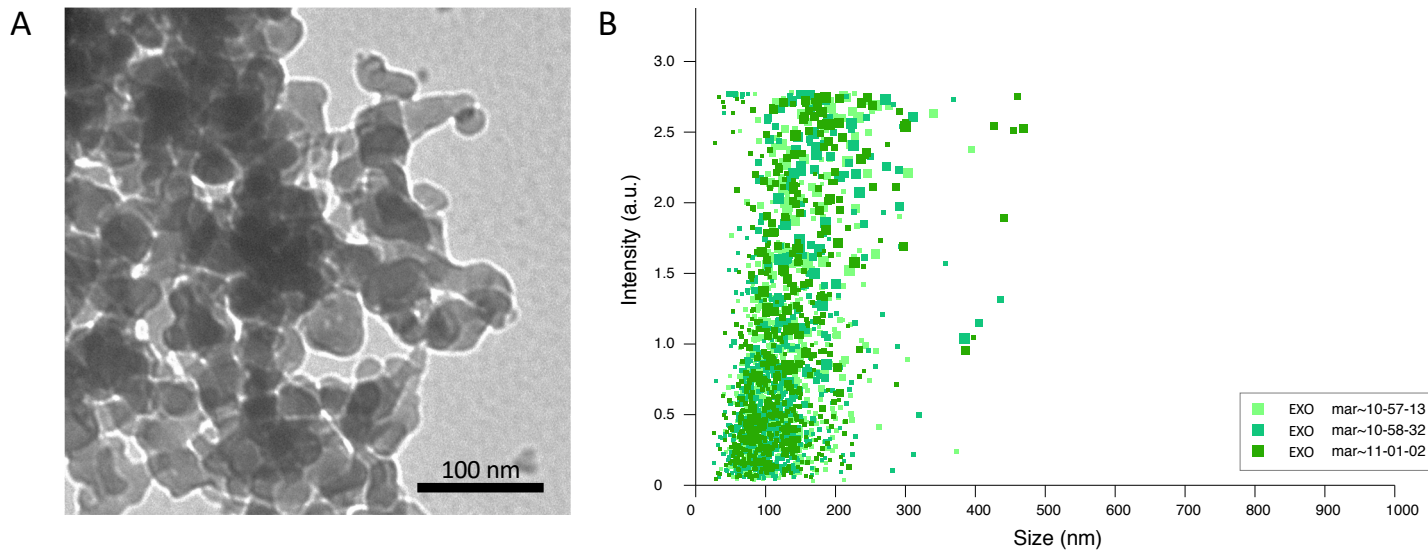 A
100 nm
B
3.0
2.5
2.0
1.5
1.0
0.5
0
Intensity (a.u.)
0 100 200 300 400 500 600 700 800 900 1000
Size (nm)
EXO mar~10-57-13
EXO mar~10-58-32
EXO mar~11-01-02